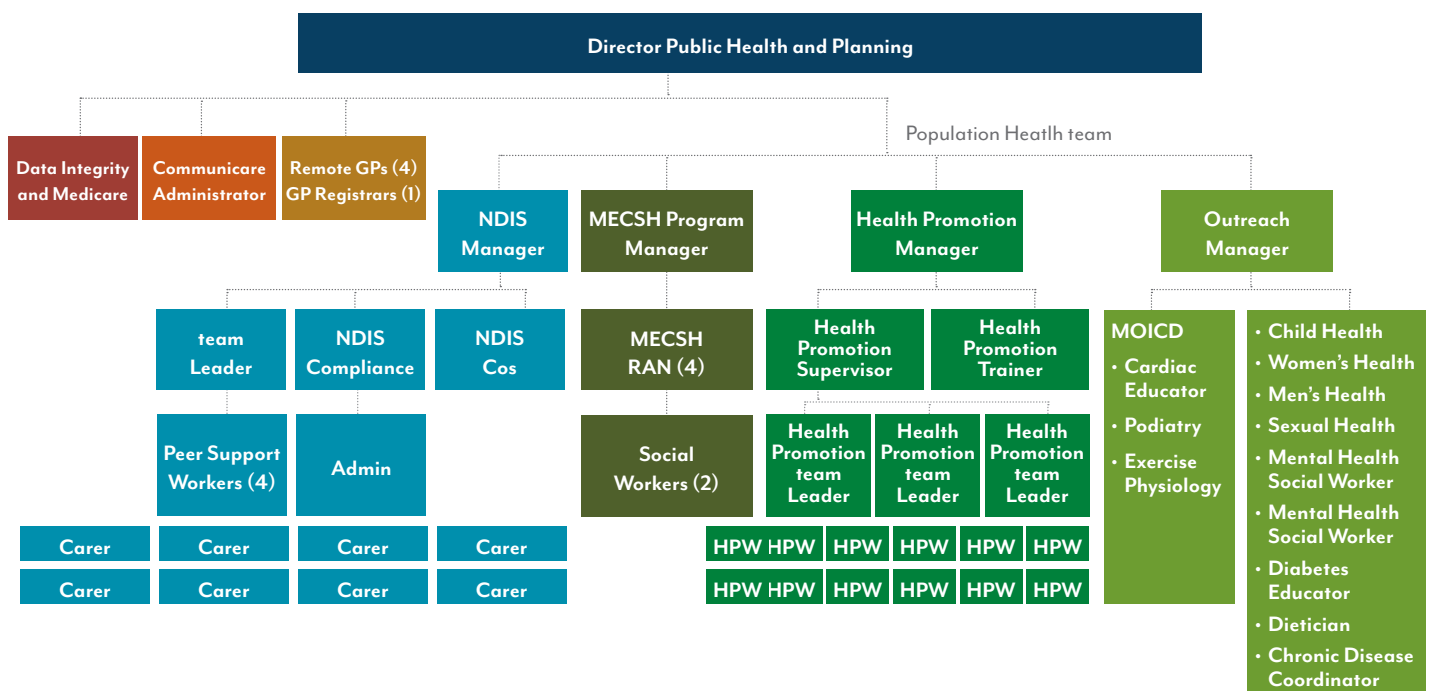 Director Public Health and Planning
Population Heatlh team
Data Integrity
and Medicare
Communicare
Administrator
Remote GPs (4)
GP Registrars (1)
NDIS
Manager
MECSH Program
Manager
Health Promotion
Manager
Outreach
Manager
team
Leader
NDIS
Compliance
NDIS
Cos
MECSH
RAN (4)
Health
Promotion
Supervisor
Health
Promotion
Trainer
Peer Support
Workers (4)
Admin
Social
Workers (2)
Health
Promotion
team
Leader
Health
Promotion
team
Leader
Health
Promotion
team
Leader
Carer
Carer
Carer
Carer
Carer
Carer
Carer
Carer
HPW
HPW
HPW
HPW
HPW
HPW
HPW
HPW
HPW
HPW
HPW
HPW
MOICD
• Cardiac
Educator
• Podiatry
• Exercise
Physiology
• Child Health
• Women's Health
• Men's Health
• Sexual Health
• Mental Health
Social Worker
• Mental Health
Social Worker
• Diabetes
Educator
• Dietician
• Chronic Disease
Coordinator